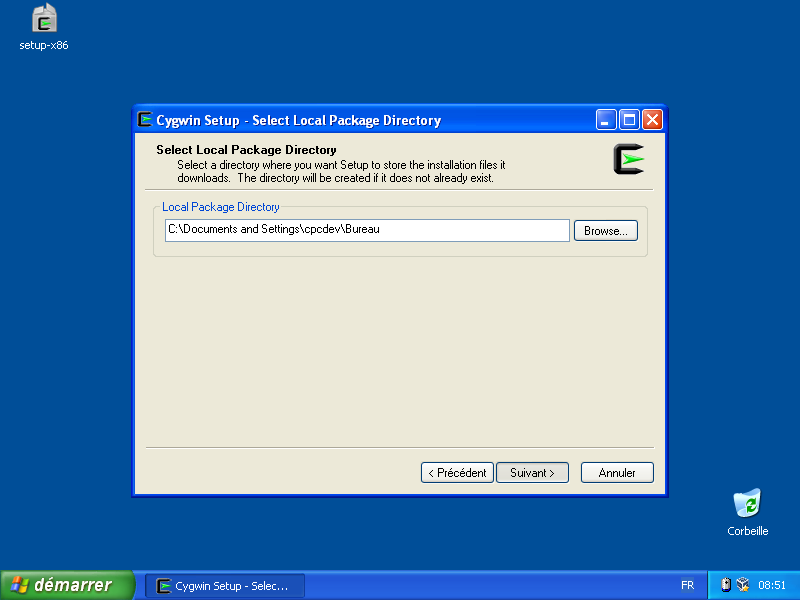 setup-x86
Cygwin Setup - Select Local Package Directory
Select Local Package Directory
Select a directory where you want Setup to store the installation files it
downloads. The directory will be created if it does not already exist.
Local Package Directory
C:\Documents and Settings\cpcdev\Bureau
Browse...
< Précédent
Suivant >
Annuler
Corbeille
démarrer
Cygwin Setup - Selec...
FR
08:51